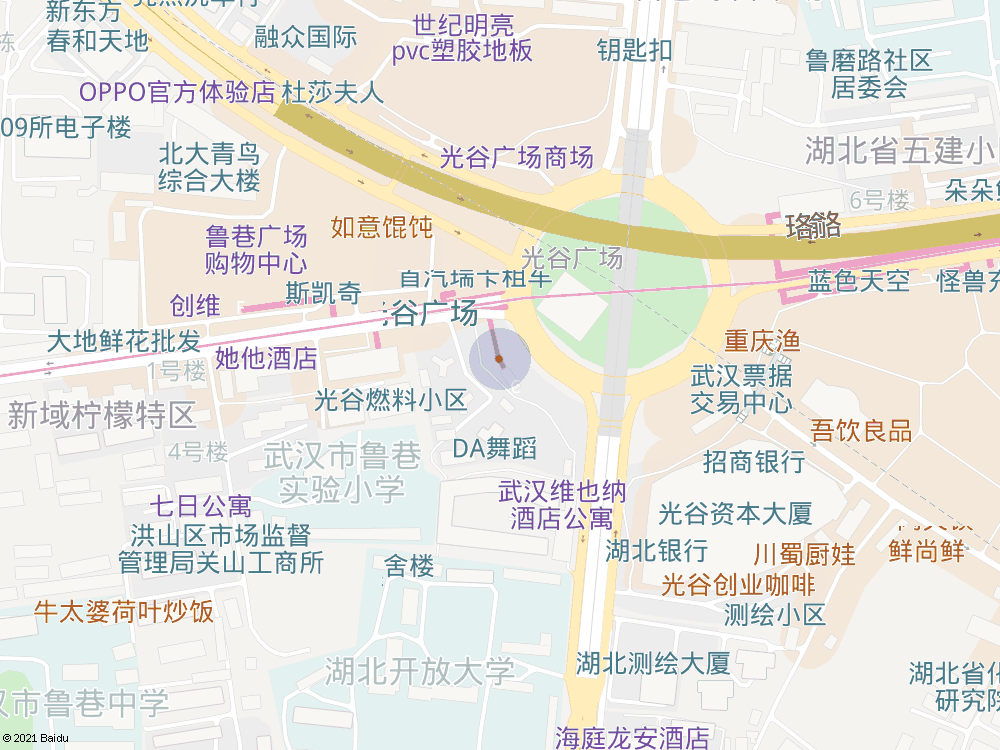 新东方
春和天地
融众国际
世纪明亮
pvc塑胶地板
钥匙扣
鲁磨路社区
居委会
OPPO官方体验店
杜莎夫人
09所电子楼
北大青鸟
综合大楼
光谷广场商场
湖北省五建小
6号楼
朵朵
如意馄饨
鲁巷广场
购物中心
光谷广场
蓝色天空
斯凯奇
创维
谷广场
大地鲜花批发
1号楼
她他酒店
重庆渔
武汉票据
交易中心
光谷燃料小区
新域柠檬特区
吾饮良品
4号楼
武汉市鲁巷
实验小学
DA舞蹈
招商银行
七日公寓
武汉维也纳
酒店公寓
光谷资本大厦
洪山区市场监督
管理局关山工商所
湖北银行
川蜀厨娃
鲜尚鲜
舍楼
光谷创业咖啡
牛太婆荷叶炒饭
测绘小区
湖北开放大学
湖北测绘大厦
湖北省化
研究院
汉市鲁巷中学
海庭龙安酒店
© 2021 Baidu